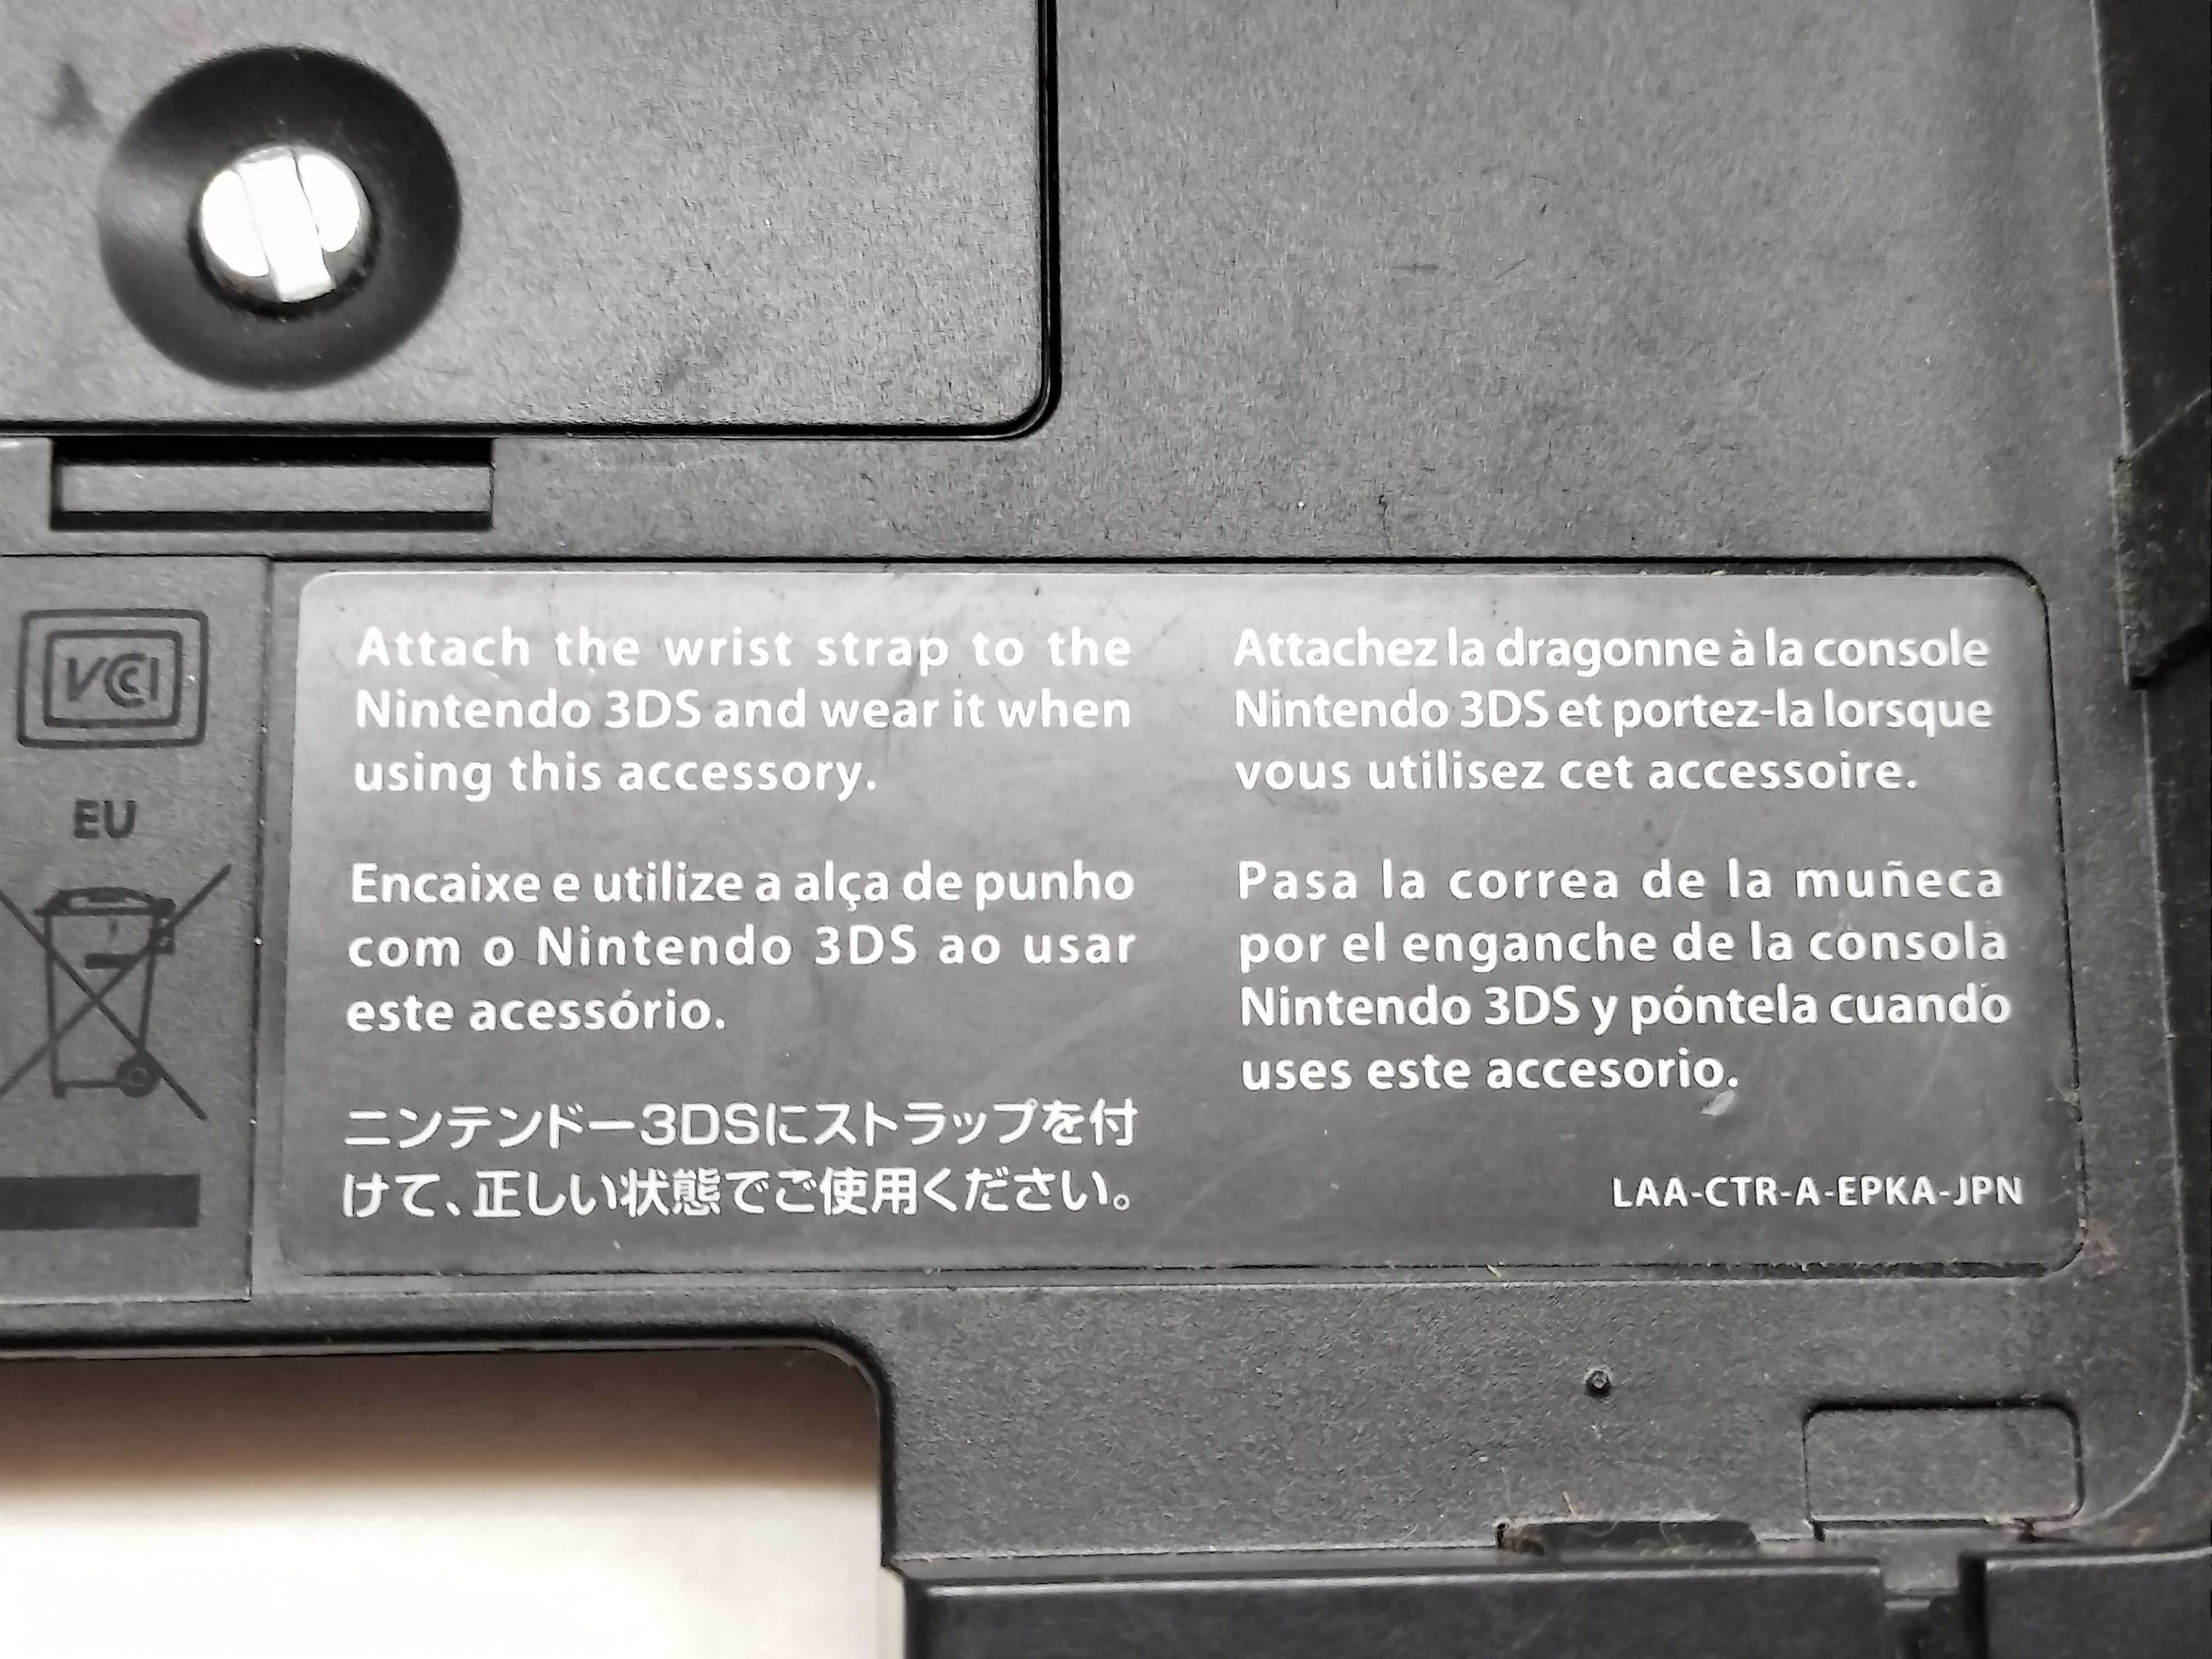 VCCI
EU
Attach the wrist strap to the
Nintendo 3DS and wear it when
using this accessory.
Encaixe e utilize a alça de punho
com o Nintendo 3DS ao usar
este acessório.
ニンテンドー3DSにストラップを付
けて、正しい状態でご使用ください。
Attachez la dragonne à la console
Nintendo 3DS et portez-la lorsque
vous utilisez cet accessoire.
Pasa la correa de la muñeca
por el enganche de la consola
Nintendo 3DS y póntela cuando
uses este accesorio.
LAA-CTR-A-EPKA-JPN